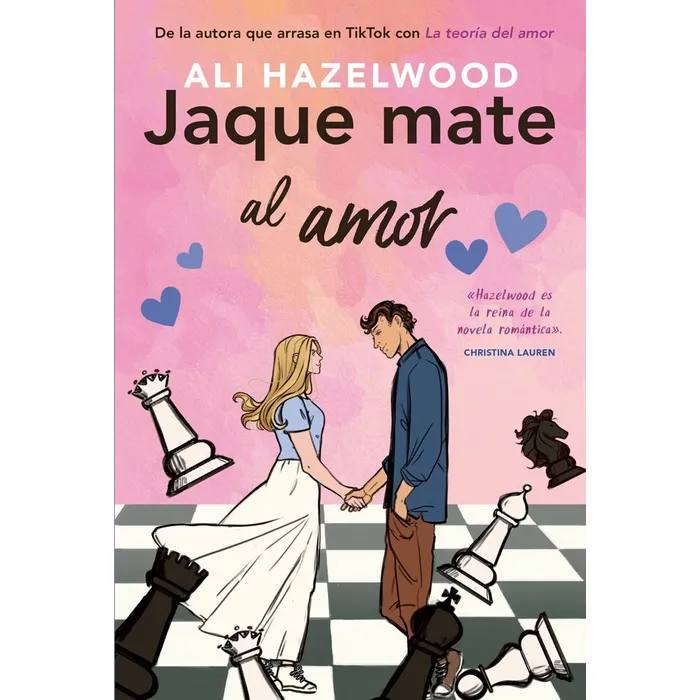 De la autora que arrasa en TikTok con La teoría del amor
ALI HAZELWOOD
Jaque mate
al amor
«Hazelwood es
la reina de la
novela romántica».
CHRISTINA LAUREN